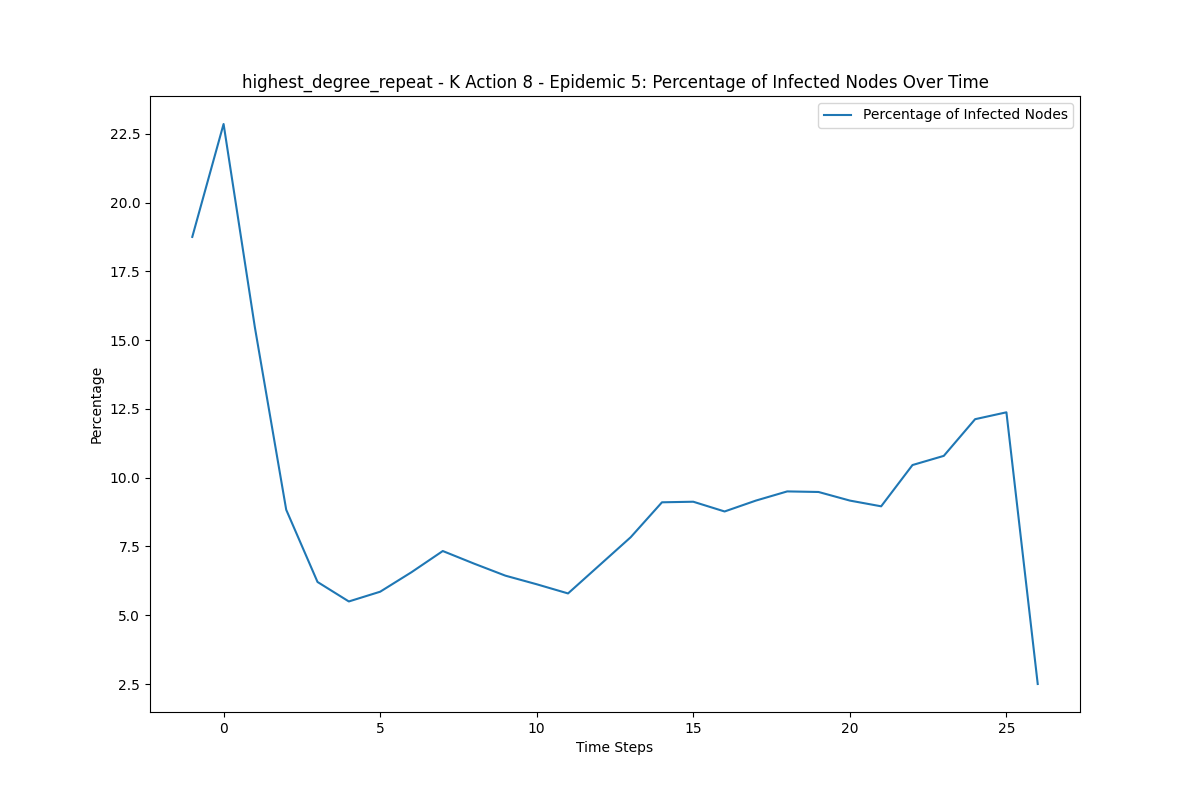 highest_degree_repeat - K Action 8 - Epidemic 5: Percentage of Infected Nodes Over Time
Percentage of Infected Nodes
22.5
20.0
17.5
15.0
12.5
10.0
7.5
5.0
2.5
Percentage
0 5 10 15 20 25
Time Steps